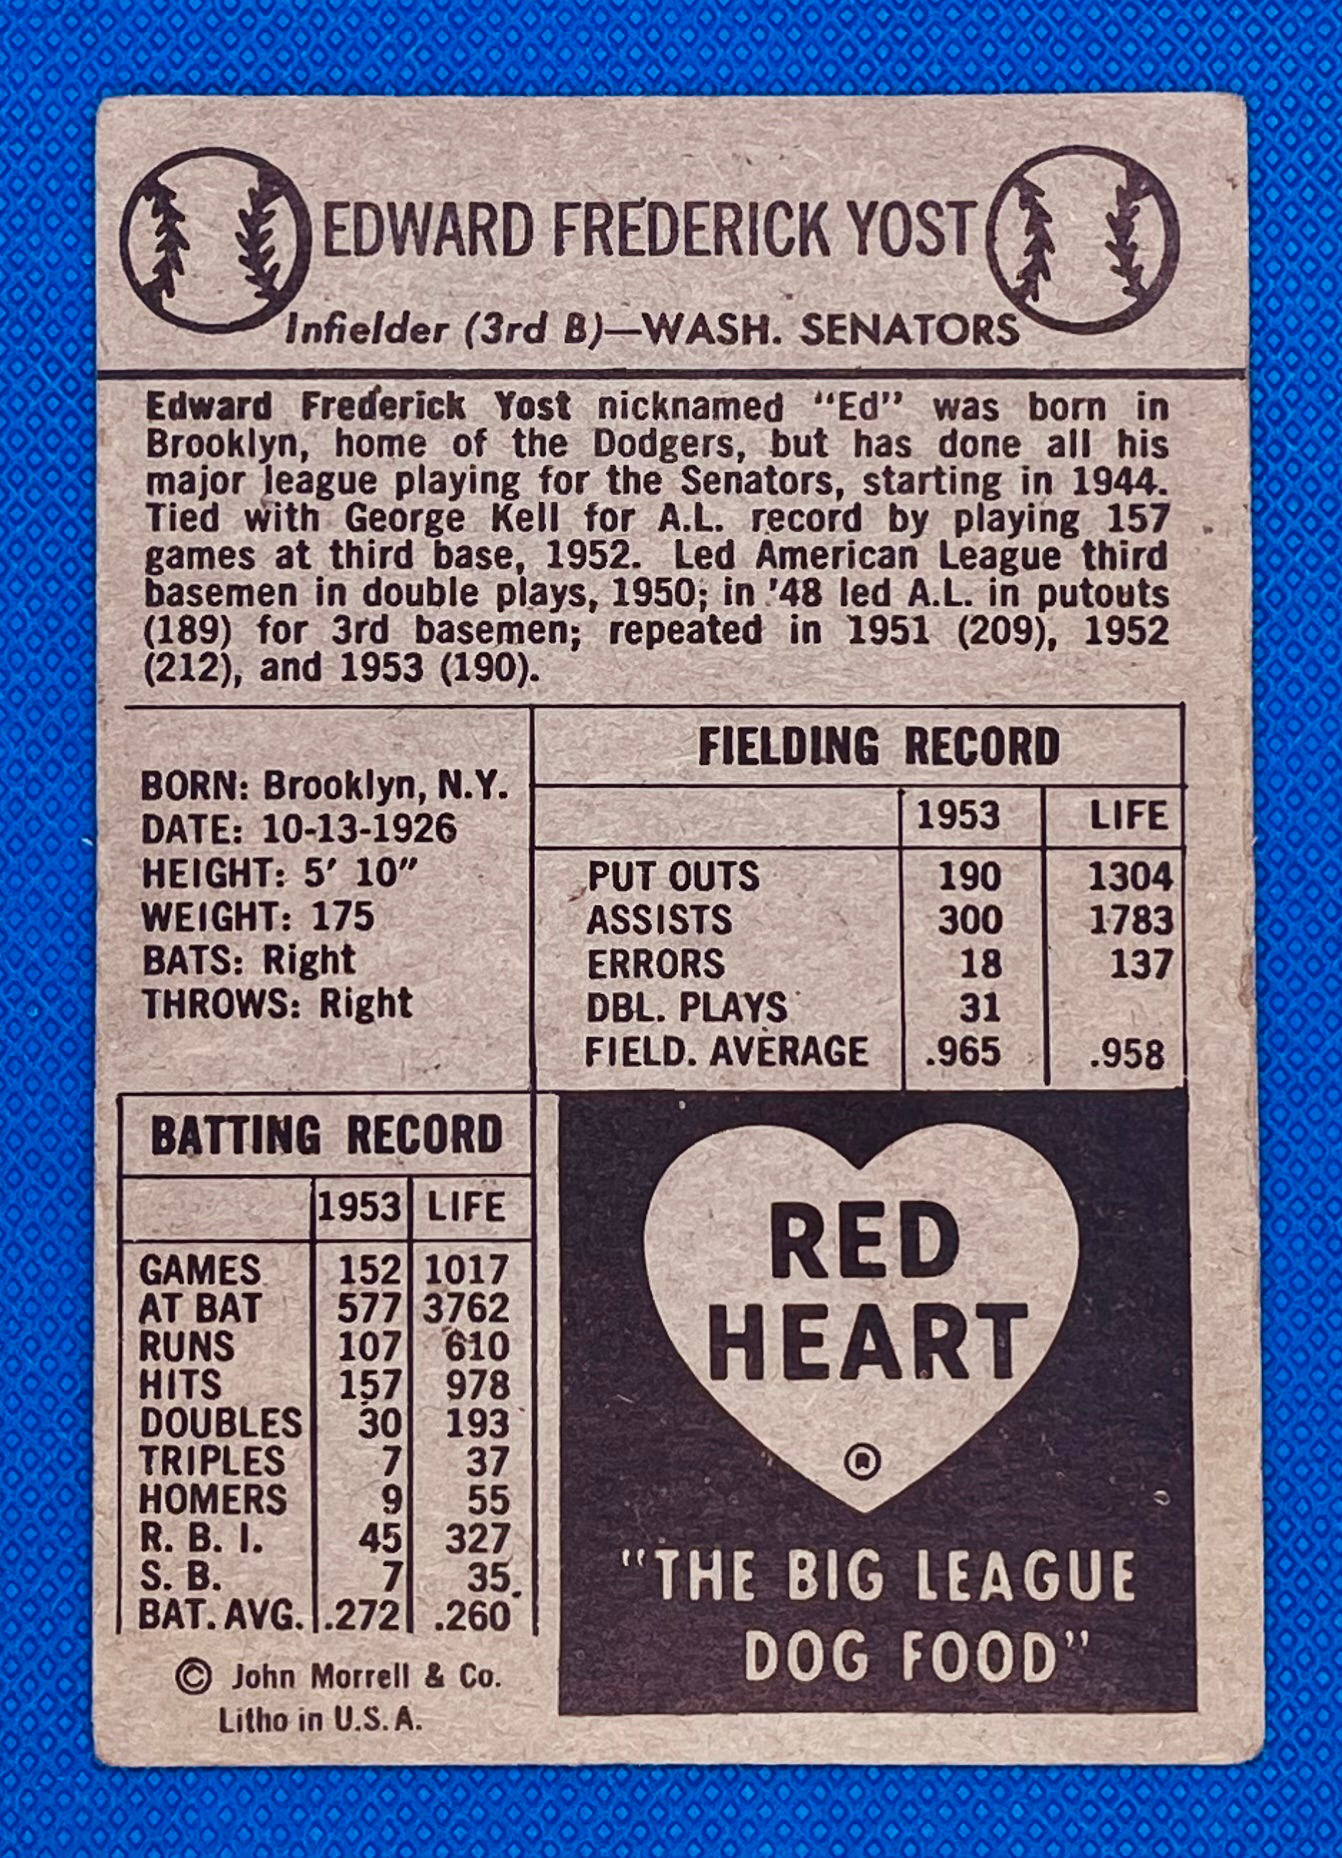 EDWARD FREDERICK YOST
Infielder (3rd B)—WASH. SENATORS
Edward Frederick Yost nicknamed "Ed" was born in
Brooklyn, home of the Dodgers, but has done all his
major league playing for the Senators, starting in 1944.
Tied with George Kell for A.L. record by playing 157
games at third base, 1952. Led American League third
basemen in double plays, 1950; in '48 led A.L. in putouts
(189) for 3rd basemen; repeated in 1951 (209), 1952
(212), and 1953 (190).
BORN: Brooklyn, N.Y.
DATE: 10-13-1926
HEIGHT: 5' 10"
WEIGHT: 175
BATS: Right
THROWS: Right
FIELDING RECORD
1953 LIFE
PUT OUTS 190 1304
ASSISTS 300 1783
ERRORS 18 137
DBL. PLAYS 31
FIELD. AVERAGE .965 .958
BATTING RECORD
1953 LIFE
GAMES 152 1017
AT BAT 577 3762
RUNS 107 610
HITS 157 978
DOUBLES 30 193
TRIPLES 7 37
HOMERS 9 55
R. B. I. 45 327
S. B. 7 35
BAT. AVG. .272 .260
© John Morrell & Co.
Litho in U.S.A.
RED
HEART
®
"THE BIG LEAGUE
DOG FOOD"